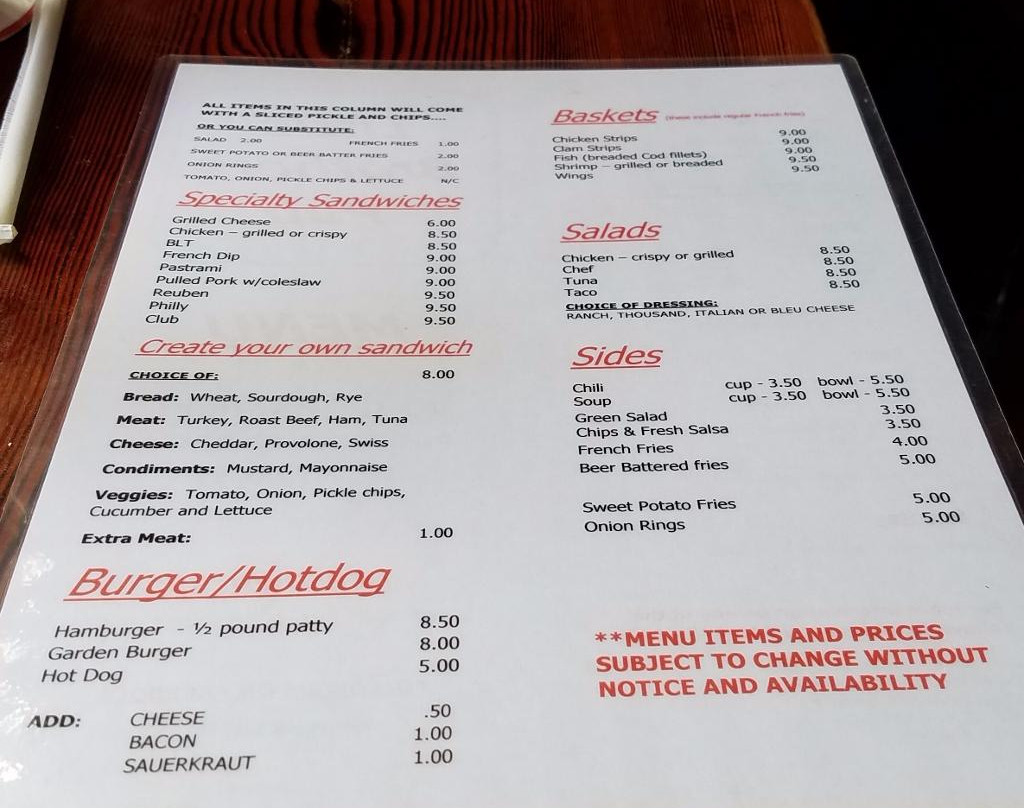 ALL ITEMS IN THIS COLUMN WILL COME
WITH A SLICED PICKLE AND CHIPS....
OR YOU CAN SUBSTITUTE:
SALAD 2.00 FRENCH FRIES 1.00
SWEET POTATO OR BEER BATTER FRIES 2.00
ONION RINGS 2.00
TOMATO, ONION, PICKLE CHIPS & LETTUCE N/C
Specialty Sandwiches
Grilled Cheese 6.00
Chicken – grilled or crispy 8.50
BLT 8.50
French Dip 9.00
Pastrami 9.00
Pulled Pork w/coleslaw 9.00
Reuben 9.50
Philly 9.50
Club 9.50
Create your own sandwich
CHOICE OF: 8.00
Bread: Wheat, Sourdough, Rye
Meat: Turkey, Roast Beef, Ham, Tuna
Cheese: Cheddar, Provolone, Swiss
Condiments: Mustard, Mayonnaise
Veggies: Tomato, Onion, Pickle chips,
Cucumber and Lettuce
Extra Meat: 1.00
Burger/Hotdog
Hamburger - ½ pound patty 8.50
Garden Burger 8.00
Hot Dog 5.00
ADD: CHEESE .50
BACON 1.00
SAUERKRAUT 1.00
Baskets (these include regular French fries)
Chicken Strips 9.00
Clam Strips 9.00
Fish (breaded Cod fillets) 9.00
Shrimp – grilled or breaded 9.50
Wings 9.50
Salads
Chicken – crispy or grilled 8.50
Chef 8.50
Tuna 8.50
Taco 8.50
CHOICE OF DRESSING:
RANCH, THOUSAND, ITALIAN OR BLEU CHEESE
Sides
Chili cup - 3.50 bowl - 5.50
Soup cup - 3.50 bowl - 5.50
Green Salad 3.50
Chips & Fresh Salsa 3.50
French Fries 4.00
Beer Battered fries 5.00
Sweet Potato Fries 5.00
Onion Rings 5.00
**MENU ITEMS AND PRICES
SUBJECT TO CHANGE WITHOUT
NOTICE AND AVAILABILITY